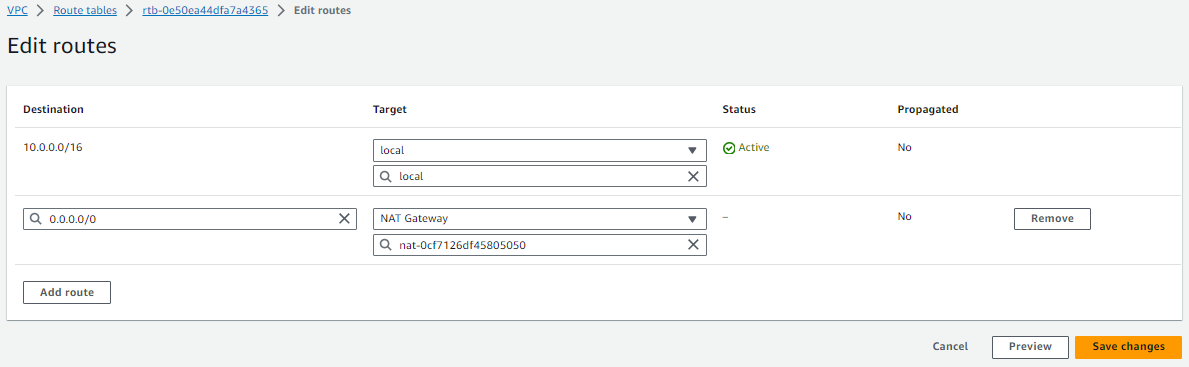 VPC > Route tables > rtb-0e50ea44dfa7a4365 > Edit routes
Edit routes
Destination Target Status Propagated
10.0.0.0/16 local Active No
local
0.0.0.0/0 NAT Gateway – No Remove
nat-0cf7126df45805050
Add route
Cancel Preview Save changes